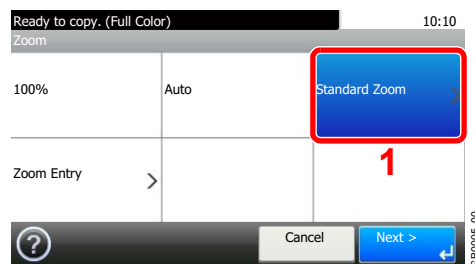 Ready to copy. (Full Color) 10:10
Zoom
100% Auto Standard Zoom >
1
Zoom Entry >
? Cancel Next >